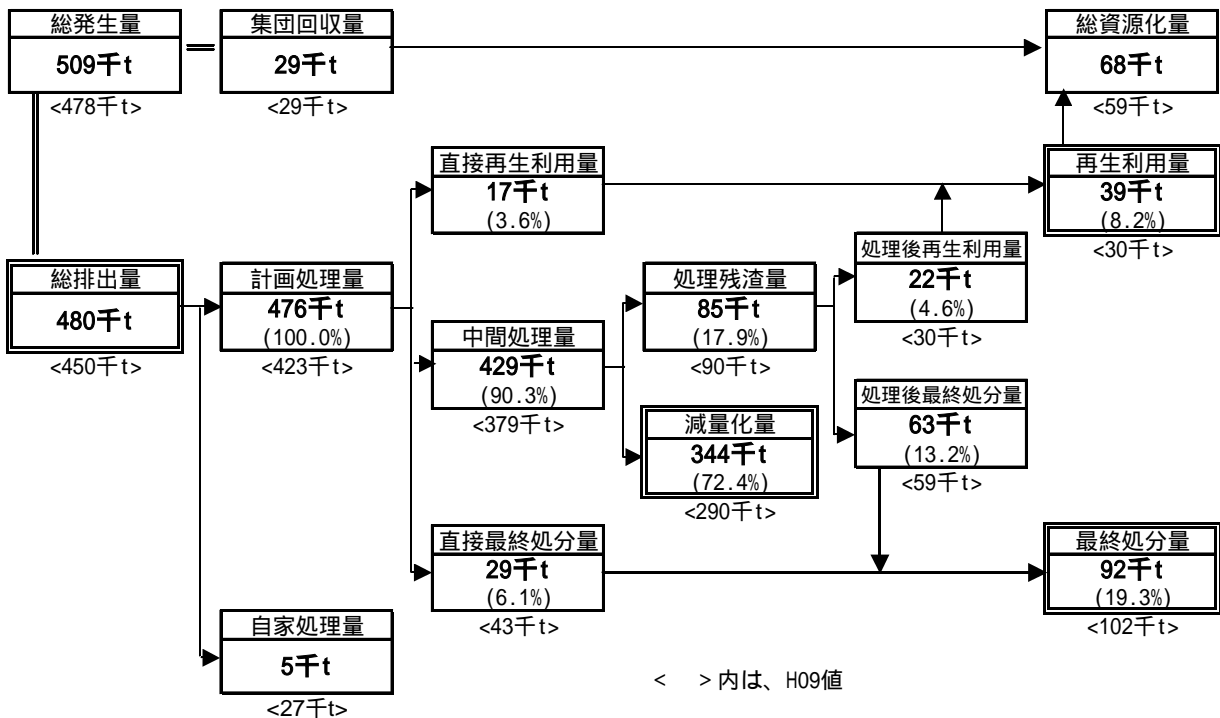 総発生量
509千t
<478千t>
集団回収量
29千t
<29千t>
総資源化量
68千t
<59千t>
直接再生利用量
17千t
(3.6%)
再生利用量
39千t
(8.2%)
<30千t>
総排出量
480千t
<450千t>
計画処理量
476千t
(100.0%)
<423千t>
中間処理量
429千t
(90.3%)
<379千t>
処理残渣量
85千t
(17.9%)
<90千t>
処理後再生利用量
22千t
(4.6%)
<30千t>
減量化量
344千t
(72.4%)
<290千t>
処理後最終処分量
63千t
(13.2%)
<59千t>
直接最終処分量
29千t
(6.1%)
<43千t>
最終処分量
92千t
(19.3%)
<102千t>
自家処理量
5千t
<27千t>
<　>内は、H09値